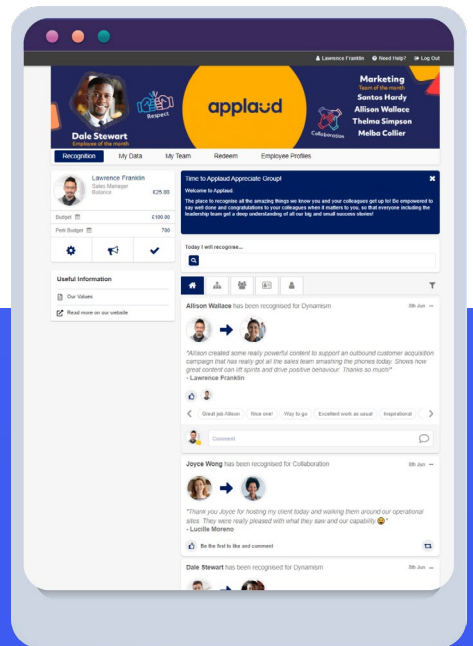 Lawrence Franklin Need Help? Log Out
Dale Stewart
Employee of the month
Respect
applaud
Collaboration
Marketing
Team of the month
Santos Hardy
Allison Wallace
Thelma Simpson
Melba Collier
Recognition My Data My Team Redeem Employee Profiles
Lawrence Franklin
Sales Manager
Balance £25.00
Budget £100.00
Perk Budget 700
Useful Information
Our Values
Read more on our website
Time to Applaud Appreciate Group!
Welcome to Applaud.
The place to recognise all the amazing things we know you and your colleagues get up to! Be empowered to
say well done and congratulations to your colleagues when it matters to you, so that everyone including the
leadership team get a deep understanding of all our big and small success stories!
Today I will recognise...
Allison Wallace has been recognised for Dynamism 8th Jun
"Allison created some really powerful content to support an outbound customer acquisition
campaign that has really got all the sales team smashing the phones today. Shows how
great content can lift spirits and drive positive behaviour. Thanks so much!"
- Lawrence Franklin
Great job Allison Nice one! Way to go Excellent work as usual Inspirational
Comment
Joyce Wong has been recognised for Collaboration 8th Jun
"Thank you Joyce for hosting my client today and walking them around our operational
sites. They were really pleased with what they saw and our capability 😀"
- Lucille Moreno
Be the first to like and comment
Dale Stewart has been recognised for Dynamism 8th Jun